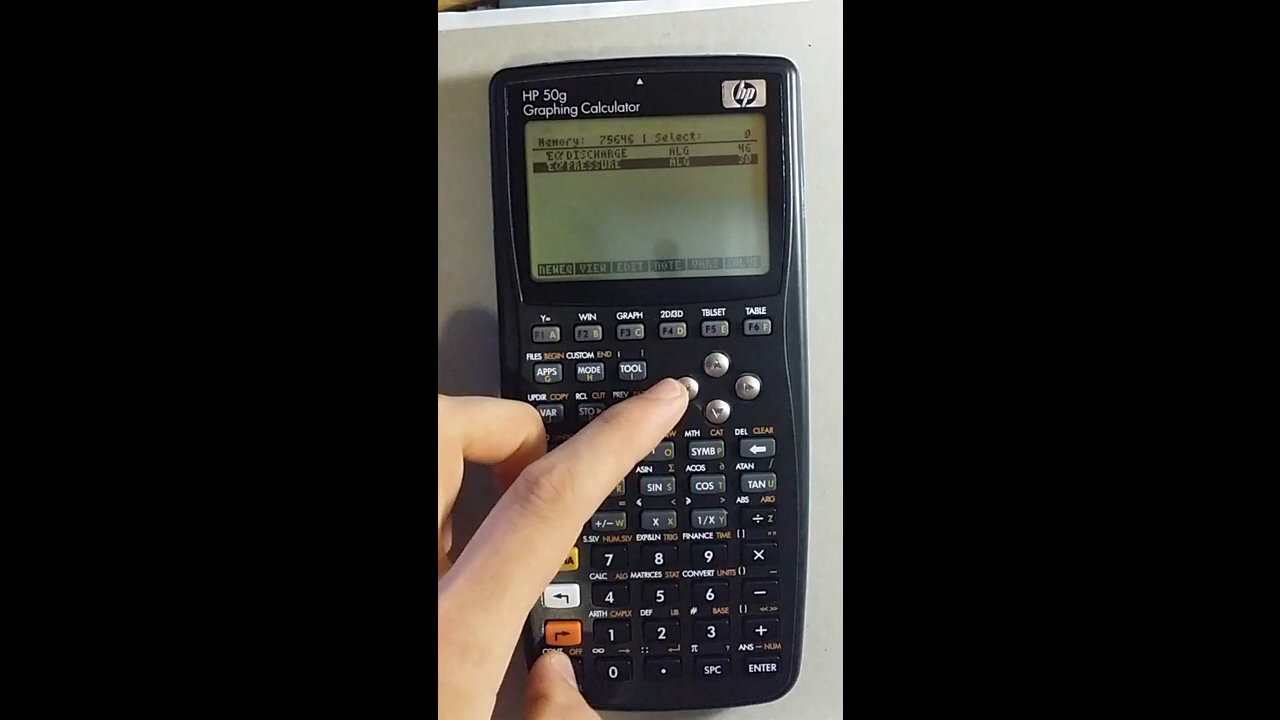 HP 50g
Graphing Calculator
hp
Memory: 75646 | Select: 0
DISCHARGE ALG 46
PRESSURE ALG 30
NEWEQ VIEW EDIT NOTE VARS SOLVE
Y= WIN GRAPH 2D/3D TBLSET TABLE
F1 A F2 B F3 C F4 D F5 E F6 F
FILES BEGIN CUSTOM END i |
APPS G MODE H TOOL I
UPDIR COPY RCL CUT PREV
VAR J STO▶
MTH CAT DEL CLEAR
O SYMB P
ASIN Σ ACOS ∂ ATAN ∫
SIN S COS T TAN U
= ≤ < ≥ > ABS ARG
+/− W X X 1/X Y ÷ Z
S.SLV NUM.SLV EXP&LN TRIG FINANCE TIME [ ] " "
7 8 9 ×
CALC ALG MATRICES STAT CONVERT UNITS ( ) _
4 5 6 −
ARITH CMPLX DEF LIB # BASE { } « »
1 2 3 +
CONT OFF ∞ → :: ↵ π , ANS →NUM
0 • SPC ENTER